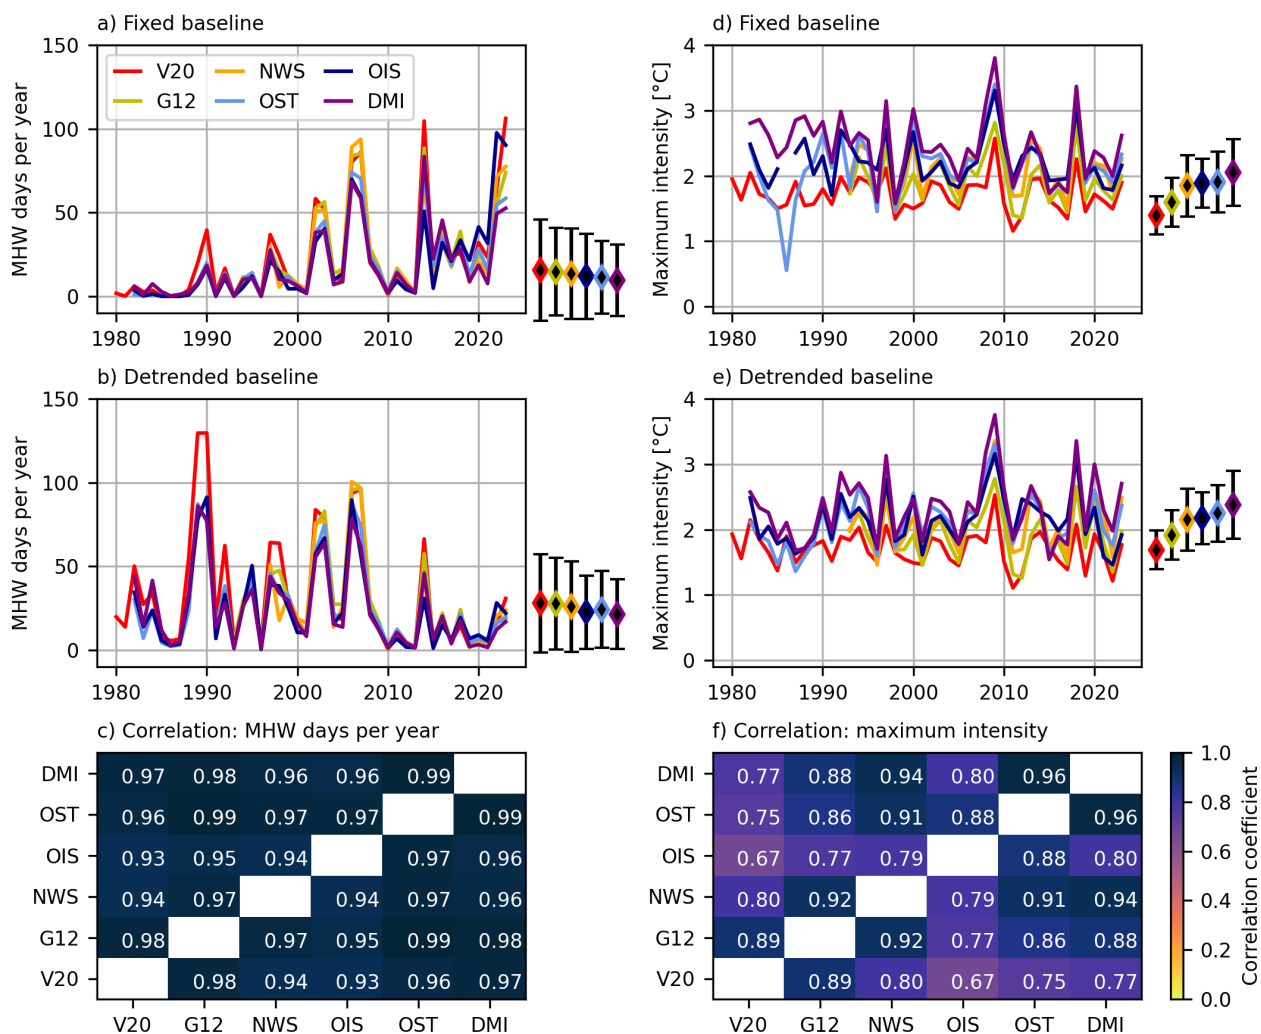 a) Fixed baseline
MHW days per year
150
100
50
0
V20 NWS OIS
G12 OST DMI
1980 1990 2000 2010 2020
d) Fixed baseline
Maximum intensity [°C]
4
3
2
1
0
1980 1990 2000 2010 2020
b) Detrended baseline
MHW days per year
150
100
50
0
1980 1990 2000 2010 2020
e) Detrended baseline
Maximum intensity [°C]
4
3
2
1
0
1980 1990 2000 2010 2020
c) Correlation: MHW days per year
DMI 0.97 0.98 0.96 0.96 0.99
OST 0.96 0.99 0.97 0.97 0.99
OIS 0.93 0.95 0.94 0.97 0.96
NWS 0.94 0.97 0.94 0.97 0.96
G12 0.98 0.97 0.95 0.99 0.98
V20 0.98 0.94 0.93 0.96 0.97
V20 G12 NWS OIS OST DMI
f) Correlation: maximum intensity
DMI 0.77 0.88 0.94 0.80 0.96
OST 0.75 0.86 0.91 0.88 0.96
OIS 0.67 0.77 0.79 0.88 0.80
NWS 0.80 0.92 0.79 0.91 0.94
G12 0.89 0.92 0.77 0.86 0.88
V20 0.89 0.80 0.67 0.75 0.77
V20 G12 NWS OIS OST DMI
1.0
0.8
0.6
0.4
0.2
0.0
Correlation coefficient